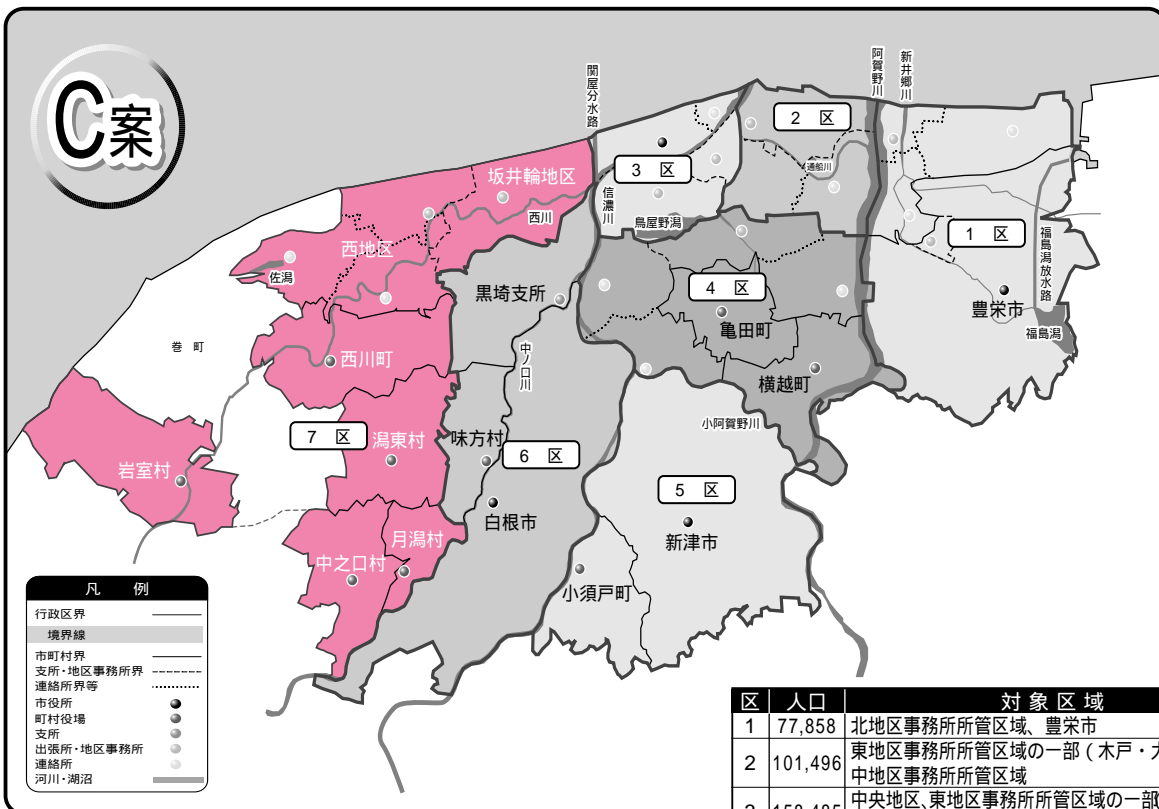 C案
関屋分水路
阿賀野川
新井郷川
2 区
3 区
通船川
坂井輪地区
信濃川
西川
鳥屋野潟
1 区
福島潟放水路
西地区
佐潟
黒埼支所
4 区
亀田町
豊栄市
福島潟
巻 町
西川町
中ノ口川
横越町
小阿賀野川
7 区
潟東村
味方村
6 区
岩室村
5 区
白根市
新津市
月潟村
中之口村
小須戸町
凡 例
行政区界
境界線
市町村界
支所・地区事務所界
連絡所界等
市役所
町村役場
支所
出張所・地区事務所
連絡所
河川・湖沼
区 人口 対象区域
1 77,858 北地区事務所所管区域、豊栄市
2 101,496 東地区事務所所管区域の一部(木戸・
中地区事務所所管区域
中央地区、東地区事務所所管区域の一部